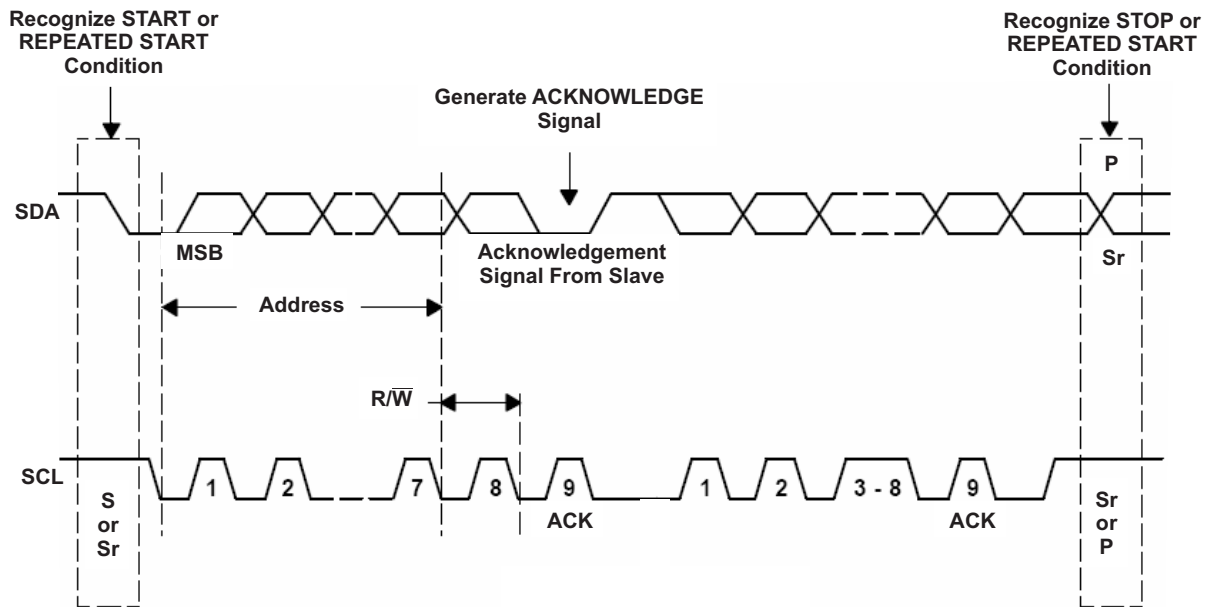 Recognize START or
REPEATED START
Condition
Recognize STOP or
REPEATED START
Condition
Generate ACKNOWLEDGE
Signal
P
SDA
MSB
Acknowledgement
Signal From Slave
Sr
Address
R/W̅
SCL
1
2
7
8
9
1
2
3 - 8
9
ACK
ACK
S
or
Sr
Sr
or
P